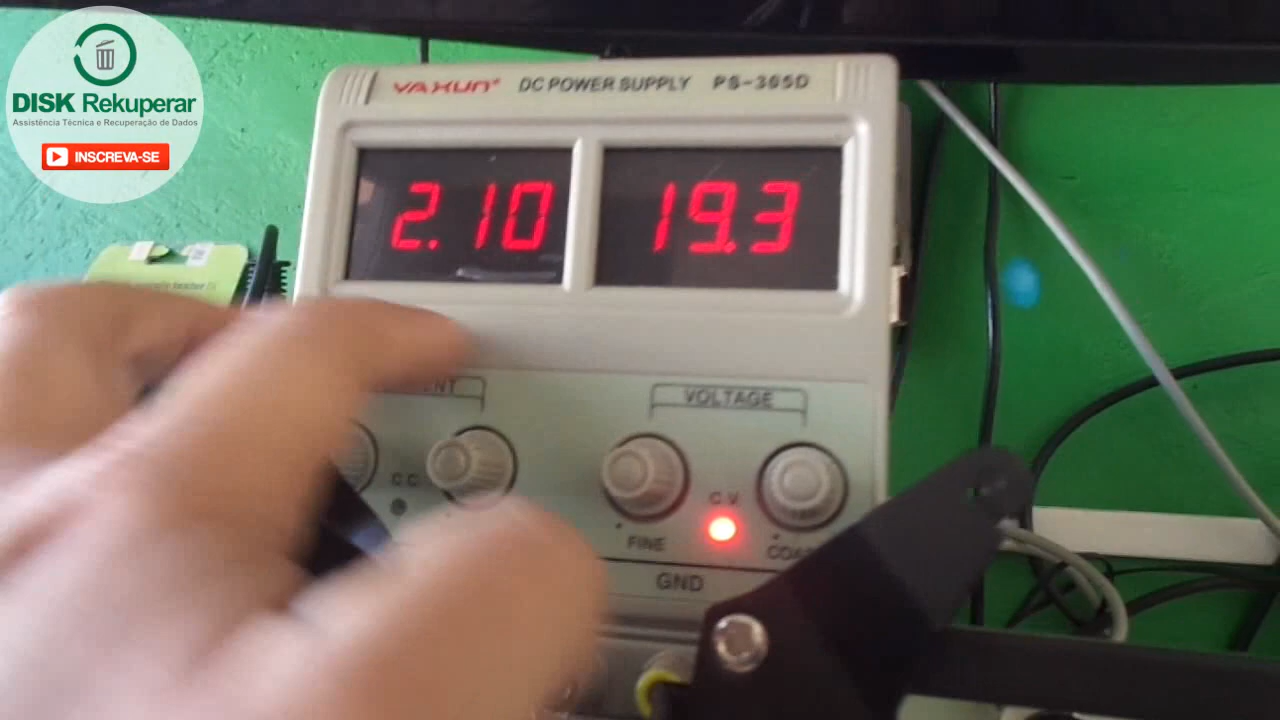 DISK Rekuperar
Assistência Técnica e Recuperação de Dados
INSCREVA-SE
YAXUN DC POWER SUPPLY PS-305D
2.10 19.3
VOLTAGE
C C
C V
FINE
GND